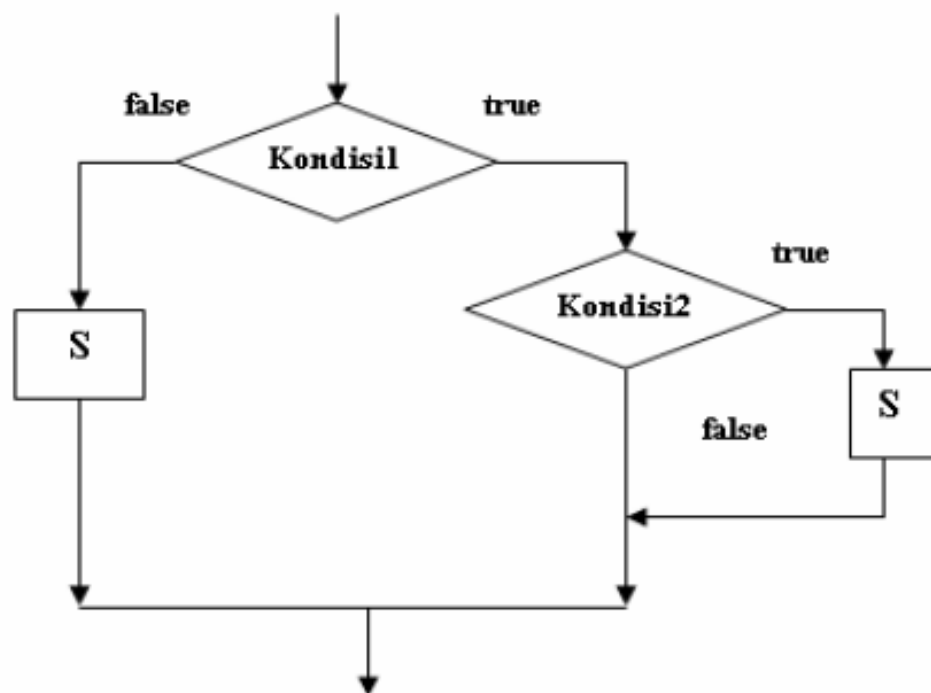 false
true
Kondisi1
true
Kondisi2
S
S
false